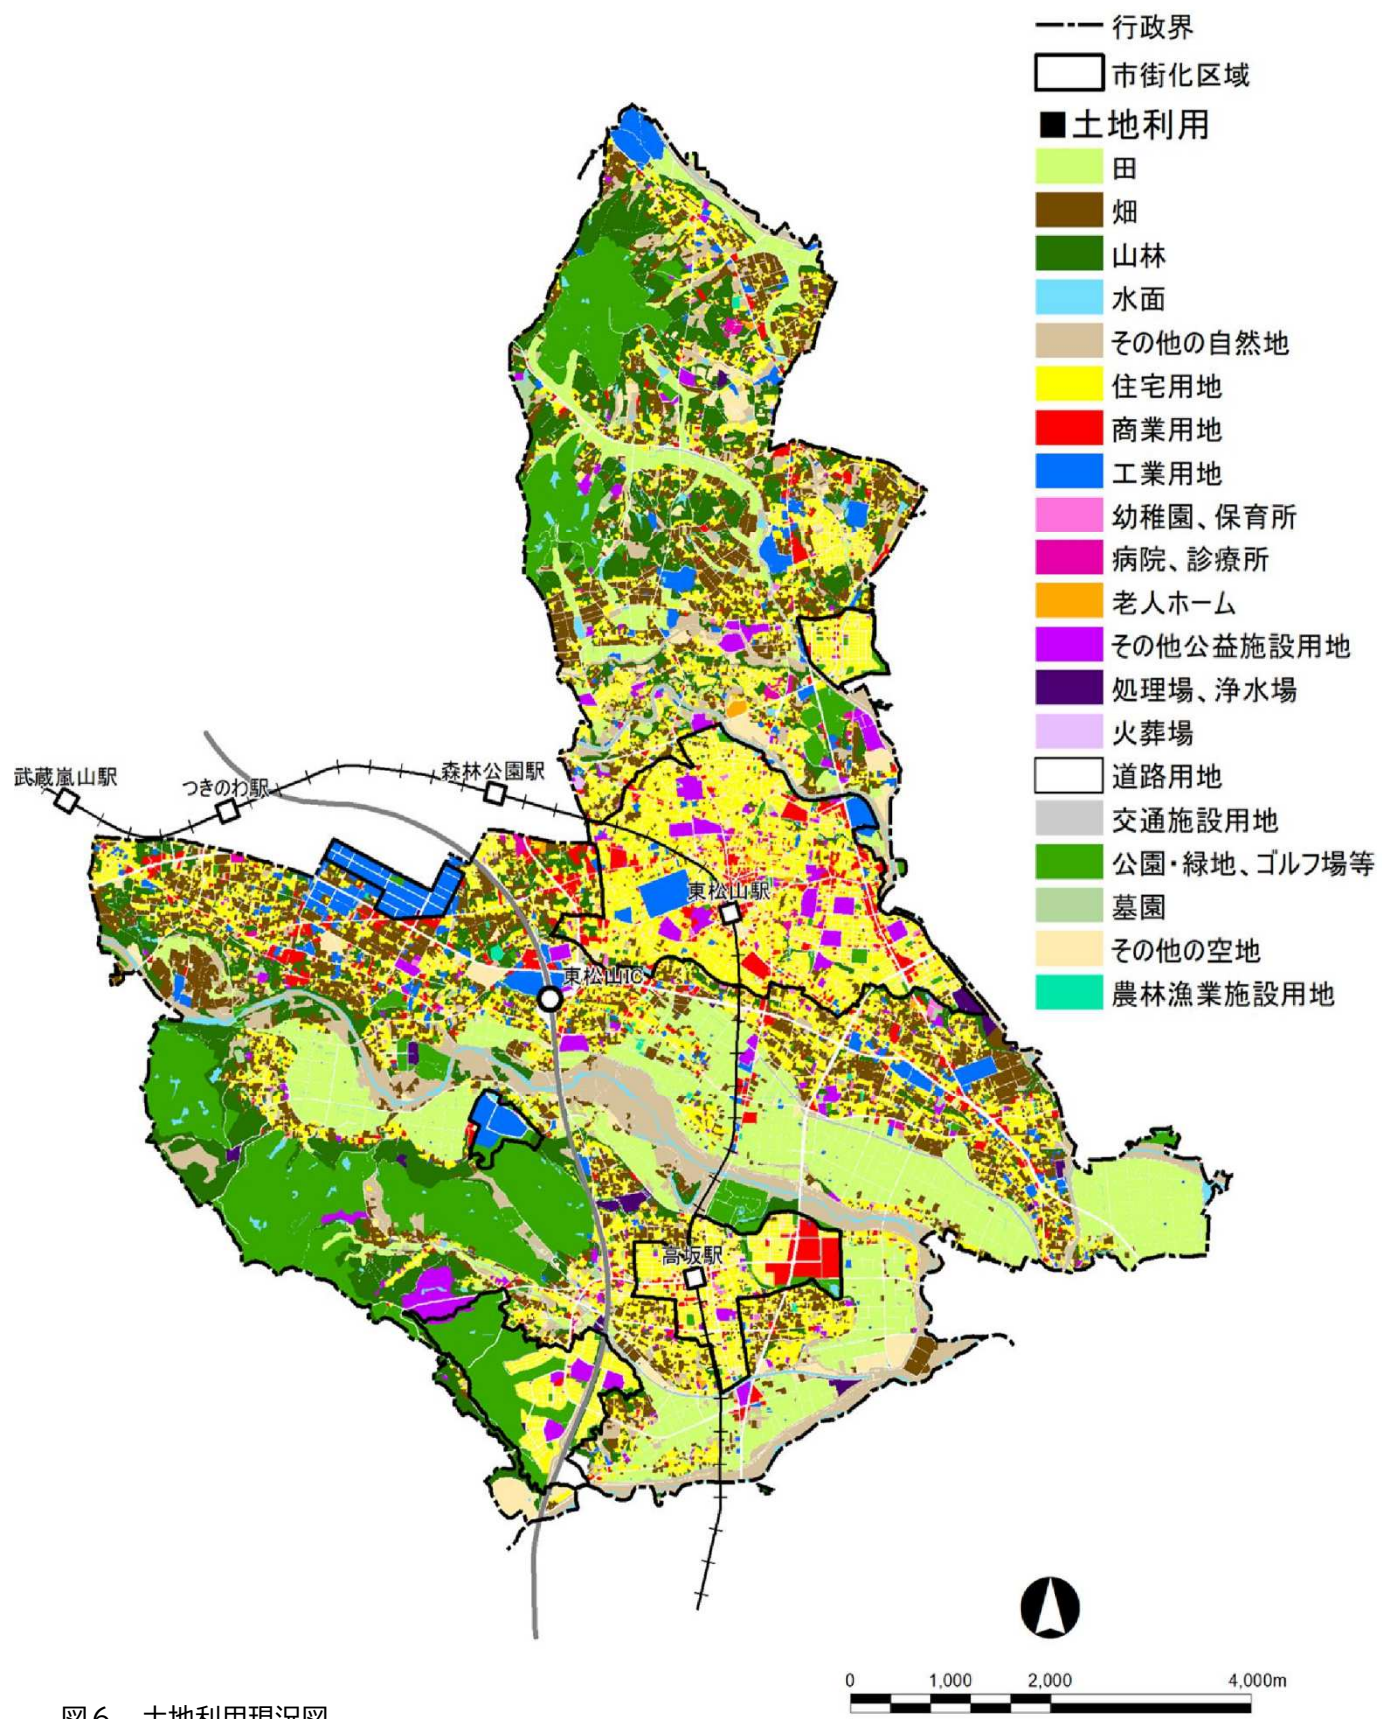 行政界
市街化区域
■土地利用
田
畑
山林
水面
その他の自然地
住宅用地
商業用地
工業用地
幼稚園、保育所
病院、診療所
老人ホーム
その他公益施設用地
処理場、浄水場
火葬場
道路用地
交通施設用地
公園・緑地、ゴルフ場等
墓園
その他の空地
農林漁業施設用地
武蔵嵐山駅
つきのわ駅
森林公園駅
東松山駅
東松山IC
高坂駅
0 1,000 2,000 4,000m
図6 土地利用現況図